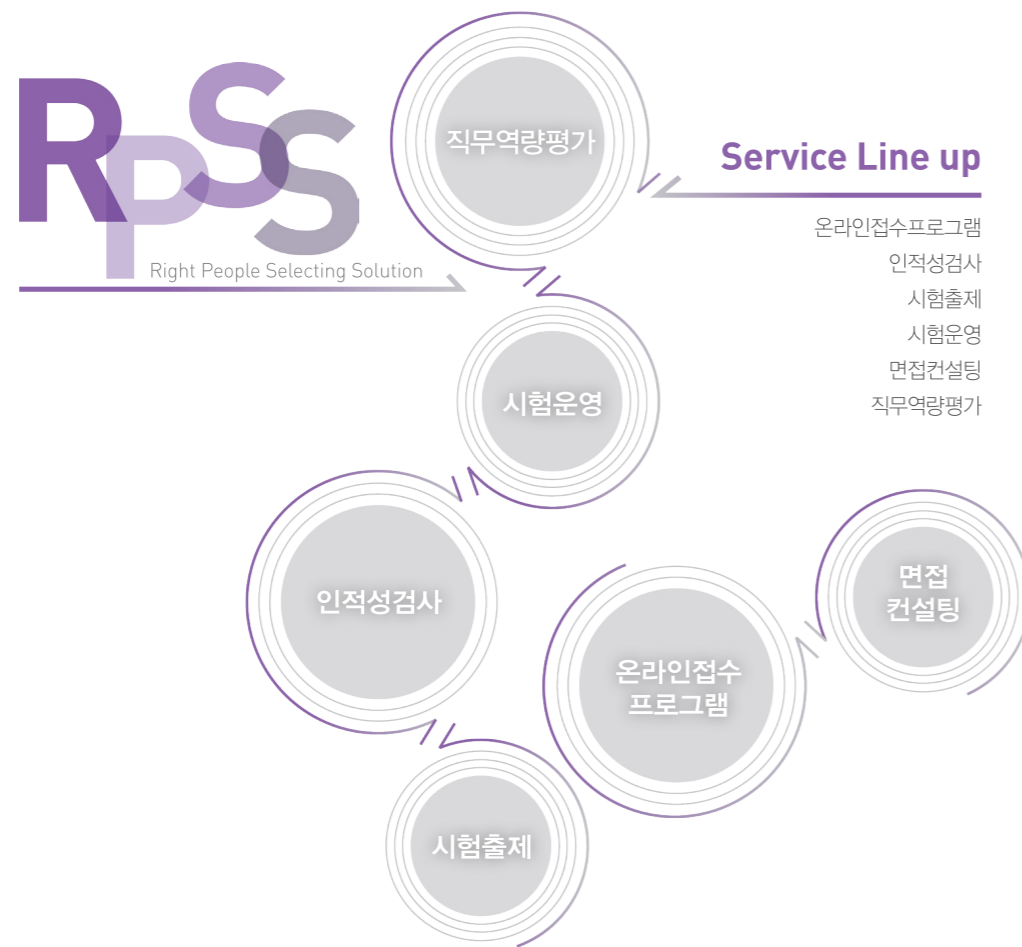 RPSS
Right People Selecting Solution
직무역량평가
Service Line up
온라인접수프로그램
인적성검사
시험출제
시험운영
면접컨설팅
직무역량평가
시험운영
인적성검사
온라인접수
프로그램
면접
컨설팅
시험출제